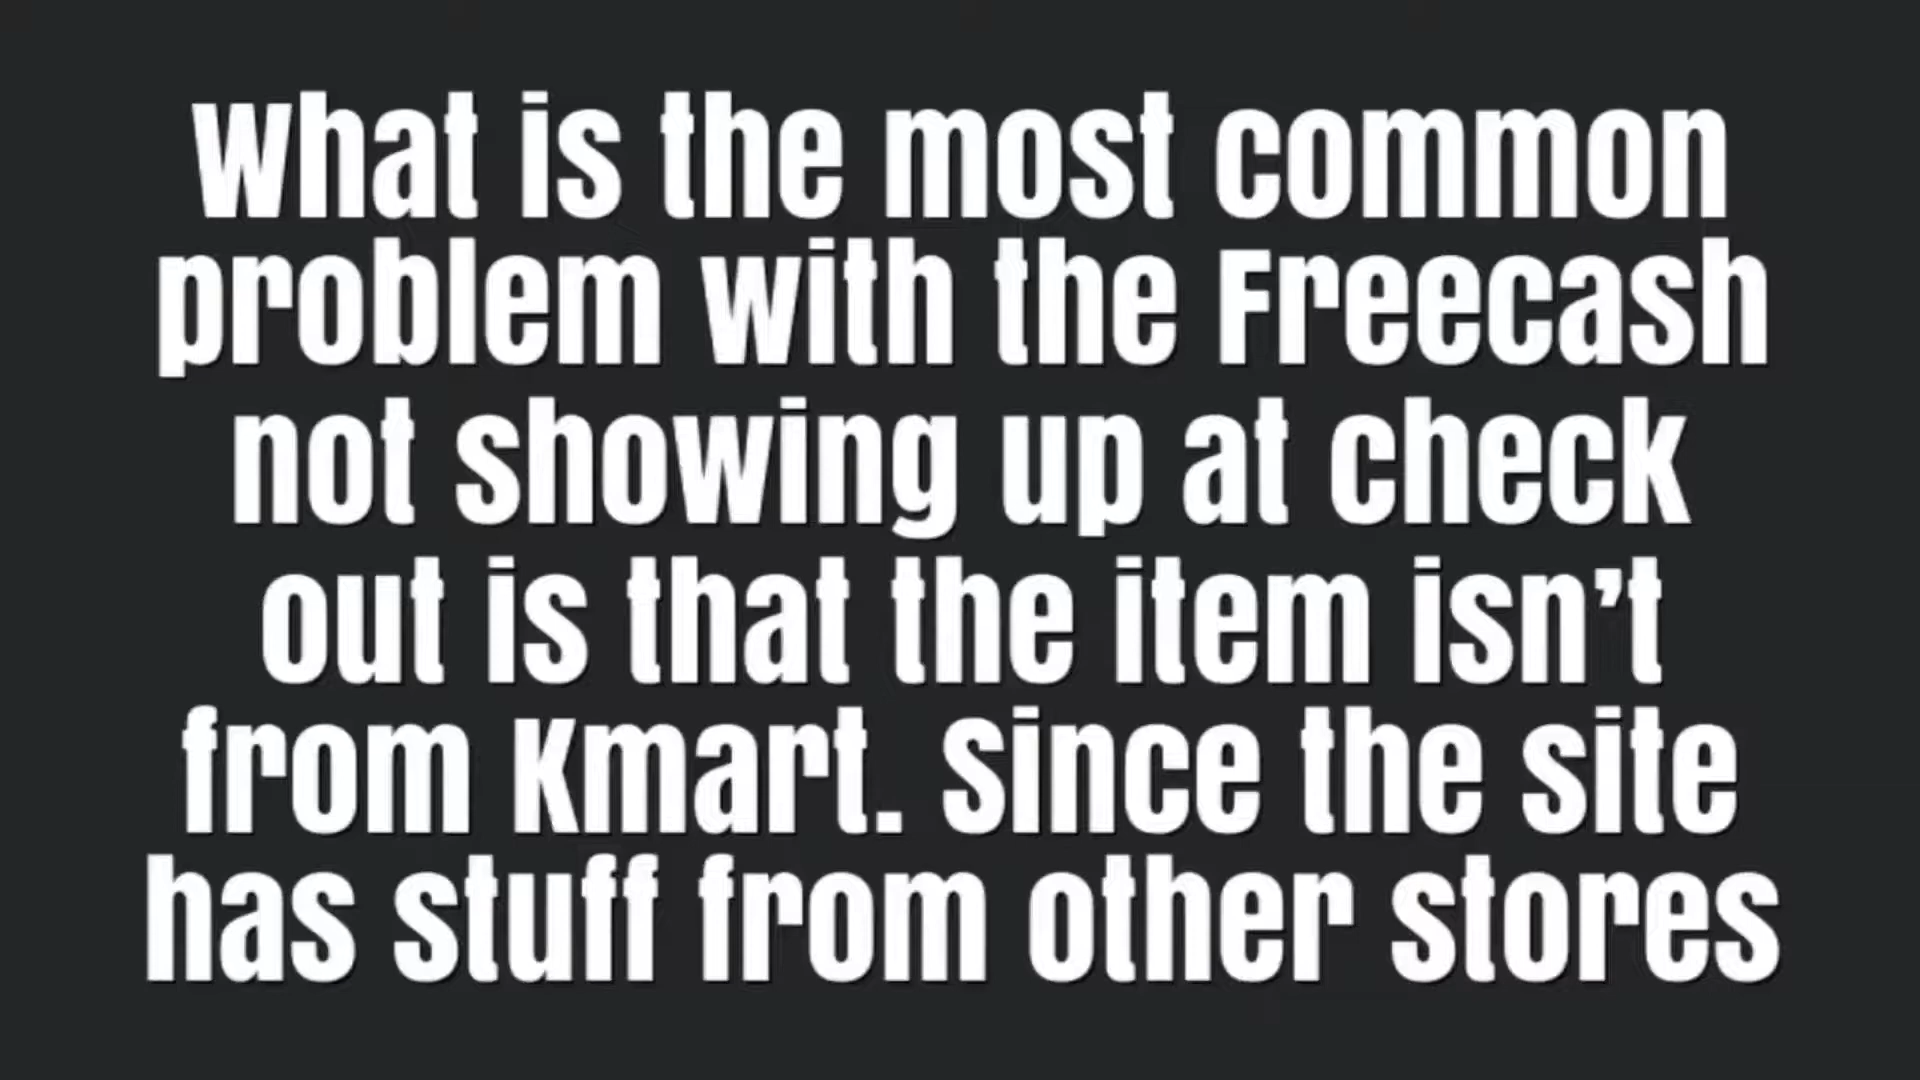 What is the most common
problem with the Freecash
not showing up at check
out is that the item isn’t
from Kmart. Since the site
has stuff from other stores